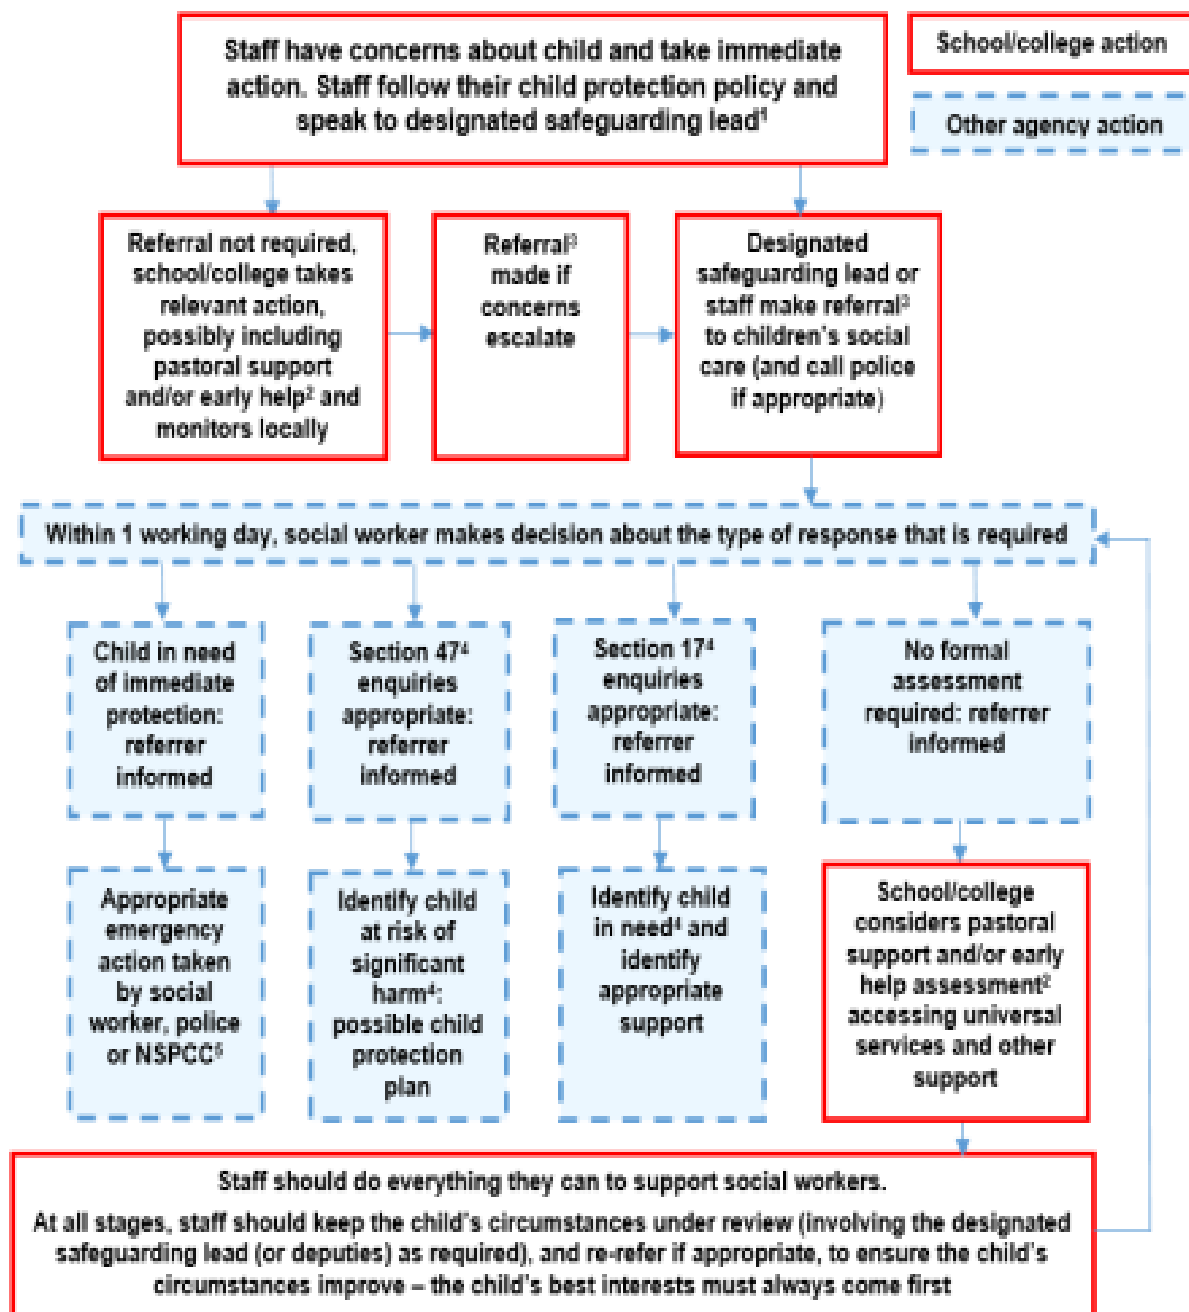 Staff have concerns about child and take immediate
action. Staff follow their child protection policy and
speak to designated safeguarding lead¹
School/college action
Other agency action
Referral not required,
school/college takes
relevant action,
possibly including
pastoral support
and/or early help² and
monitors locally
Referral³
made if
concerns
escalate
Designated
safeguarding lead or
staff make referral³
to children's social
care (and call police
if appropriate)
Within 1 working day, social worker makes decision about the type of response that is required
Child in need
of immediate
protection:
referrer
informed
Section 47⁴
enquiries
appropriate:
referrer
informed
Section 17⁴
enquiries
appropriate:
referrer
informed
No formal
assessment
required: referrer
informed
Appropriate
emergency
action taken
by social
worker, police
or NSPCC⁵
Identify child
at risk of
significant
harm⁴:
possible child
protection
plan
Identify child
in need⁴ and
identify
appropriate
support
School/college
considers pastoral
support and/or early
help assessment²
accessing universal
services and other
support
Staff should do everything they can to support social workers.
At all stages, staff should keep the child's circumstances under review (involving the designated
safeguarding lead (or deputies) as required), and re-refer if appropriate, to ensure the child's
circumstances improve – the child's best interests must always come first